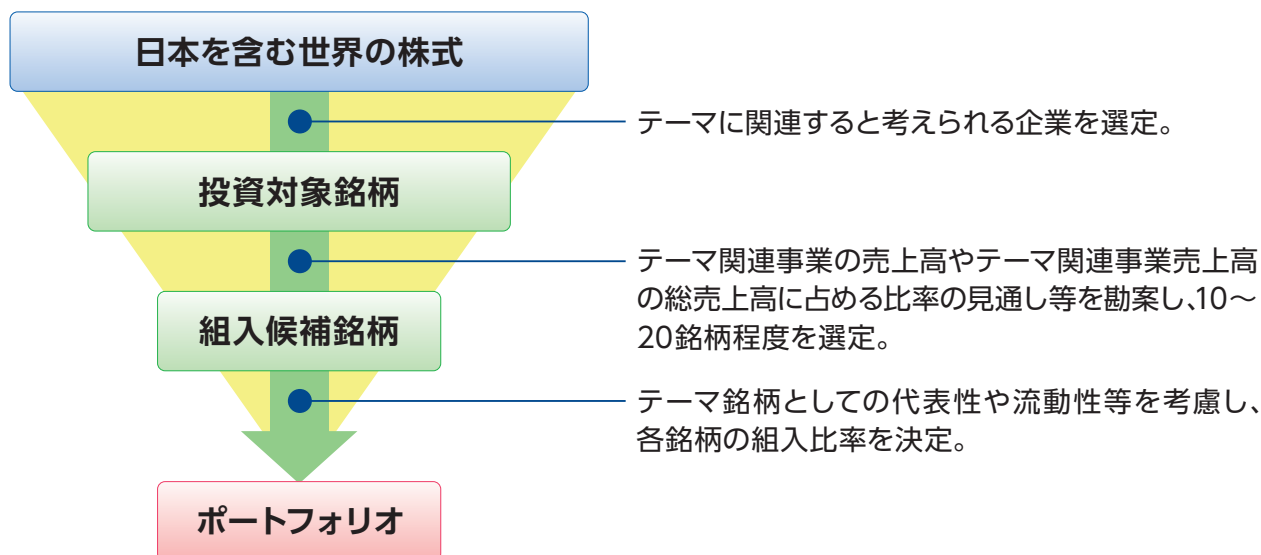 日本を含む世界の株式
テーマに関連すると考えられる企業を選定。
投資対象銘柄
テーマ関連事業の売上高やテーマ関連事業売上高
の総売上高に占める比率の見通し等を勘案し、10～
20銘柄程度を選定。
組入候補銘柄
テーマ銘柄としての代表性や流動性等を考慮し、
各銘柄の組入比率を決定。
ポートフォリオ